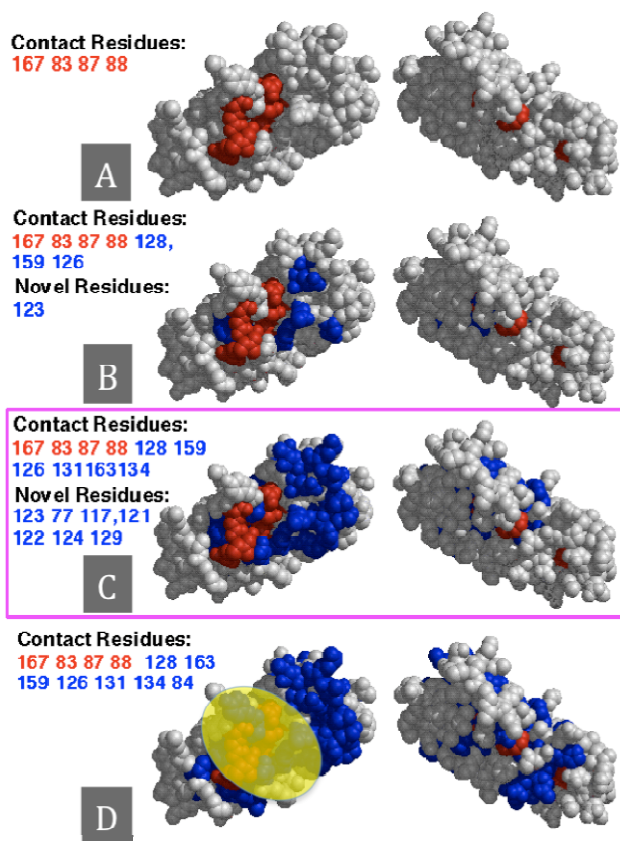 Contact Residues:
167 83 87 88
A
Contact Residues:
167 83 87 88 128,
159 126
Novel Residues:
123
B
Contact Residues:
167 83 87 88 128 159
126 131163134
Novel Residues:
123 77 117,121
122 124 129
C
Contact Residues:
167 83 87 88 128 163
159 126 131 134 84
D